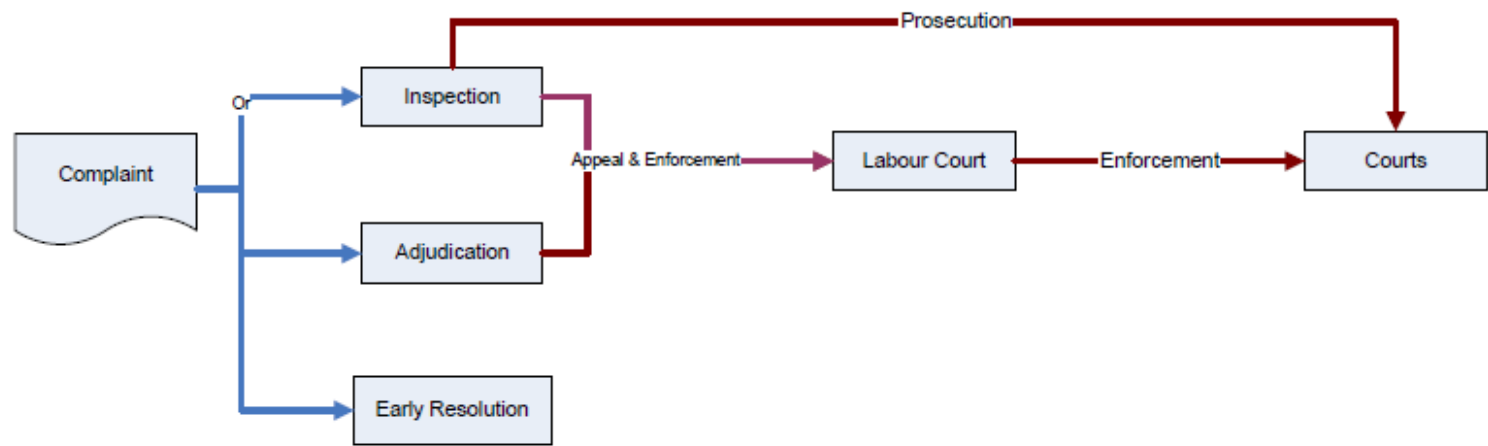 Prosecution
Inspection
Or
Complaint
Appeal & Enforcement
Labour Court
Enforcement
Courts
Adjudication
Early Resolution